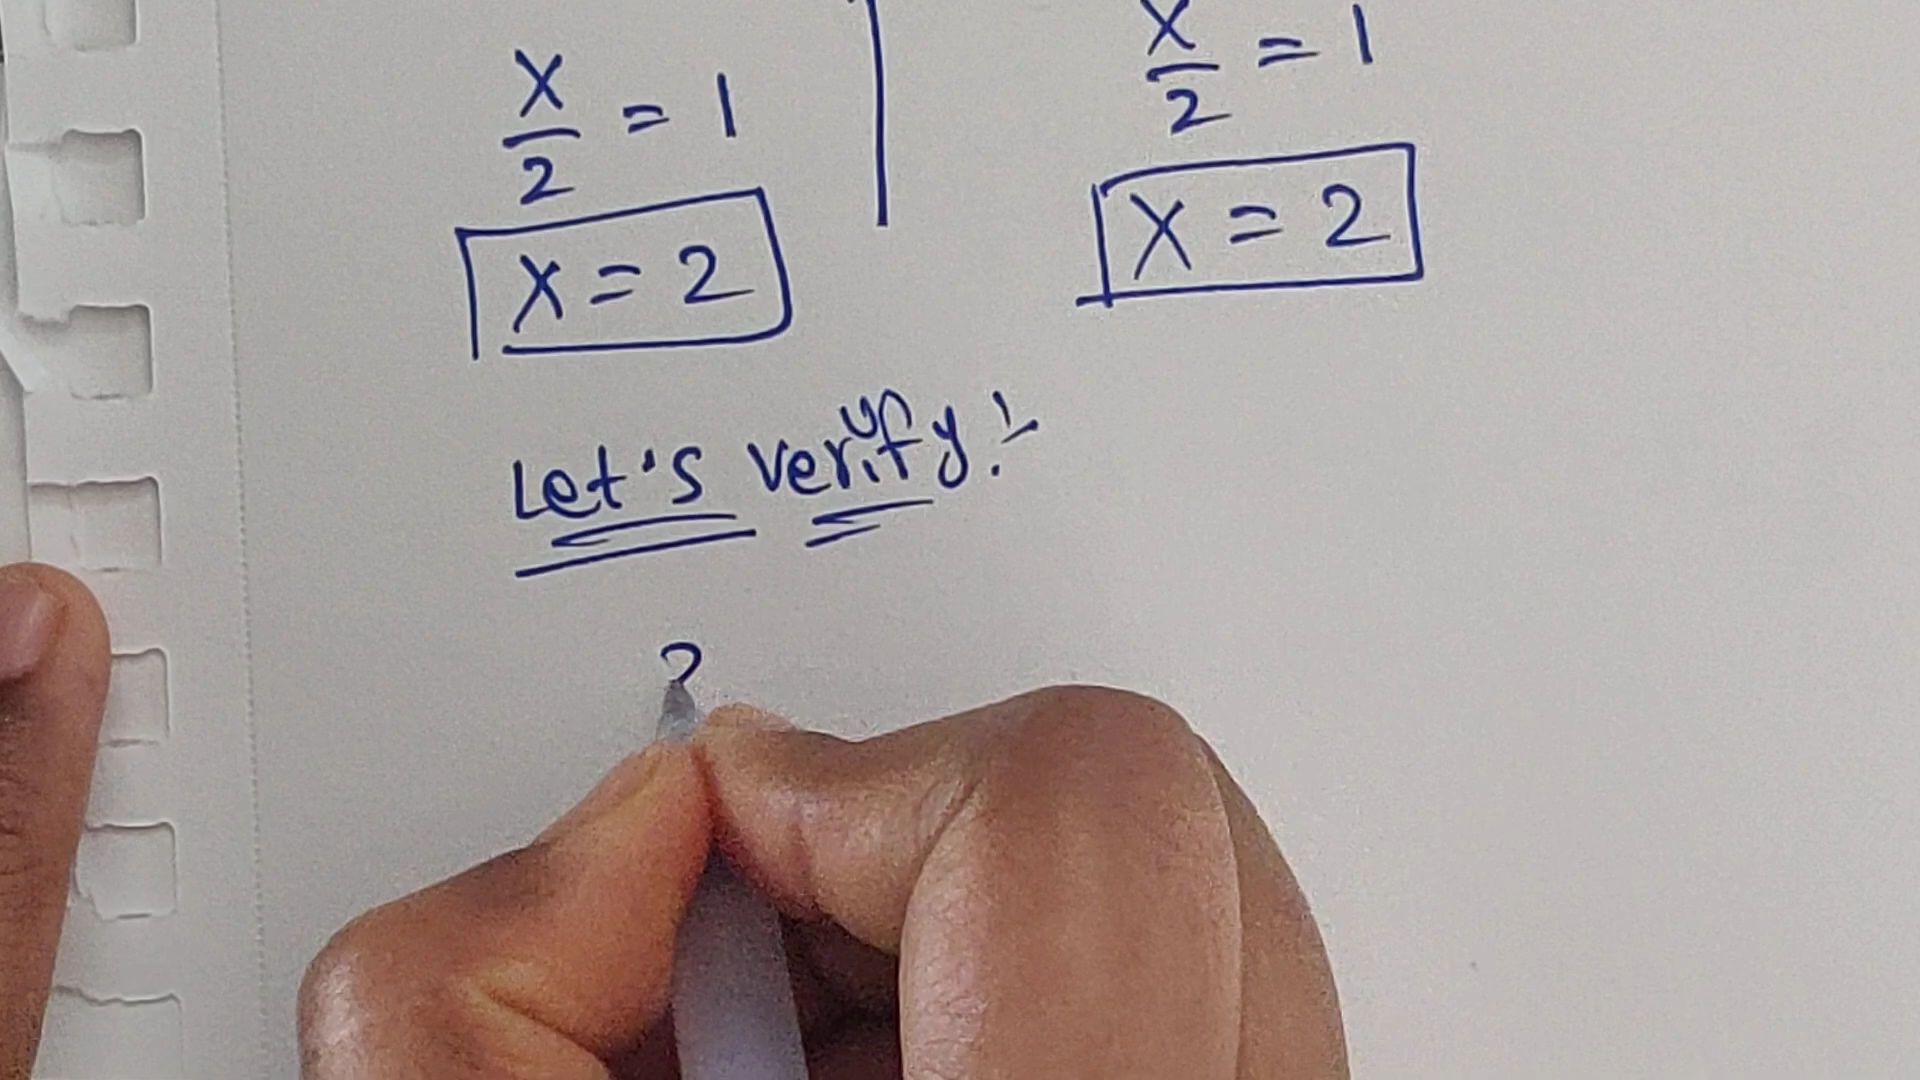 x/2 = 1
x = 2
x/2 = 1
x = 2
Let's verify:-
2